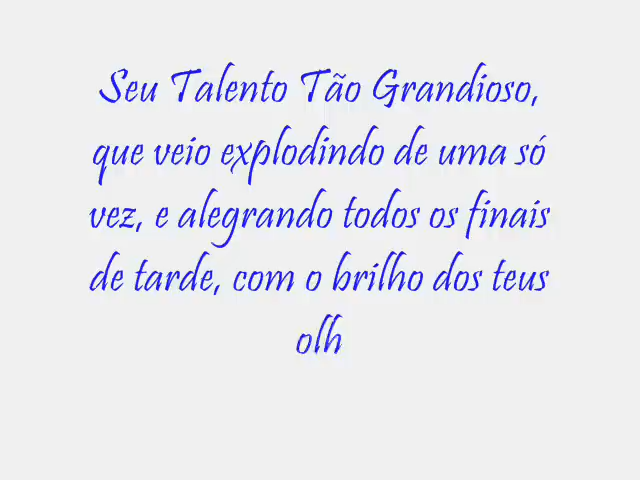 Seu Talento Tão Grandioso,
que veio explodindo de uma só
vez, e alegrando todos os finais
de tarde, com o brilho dos teus
olh